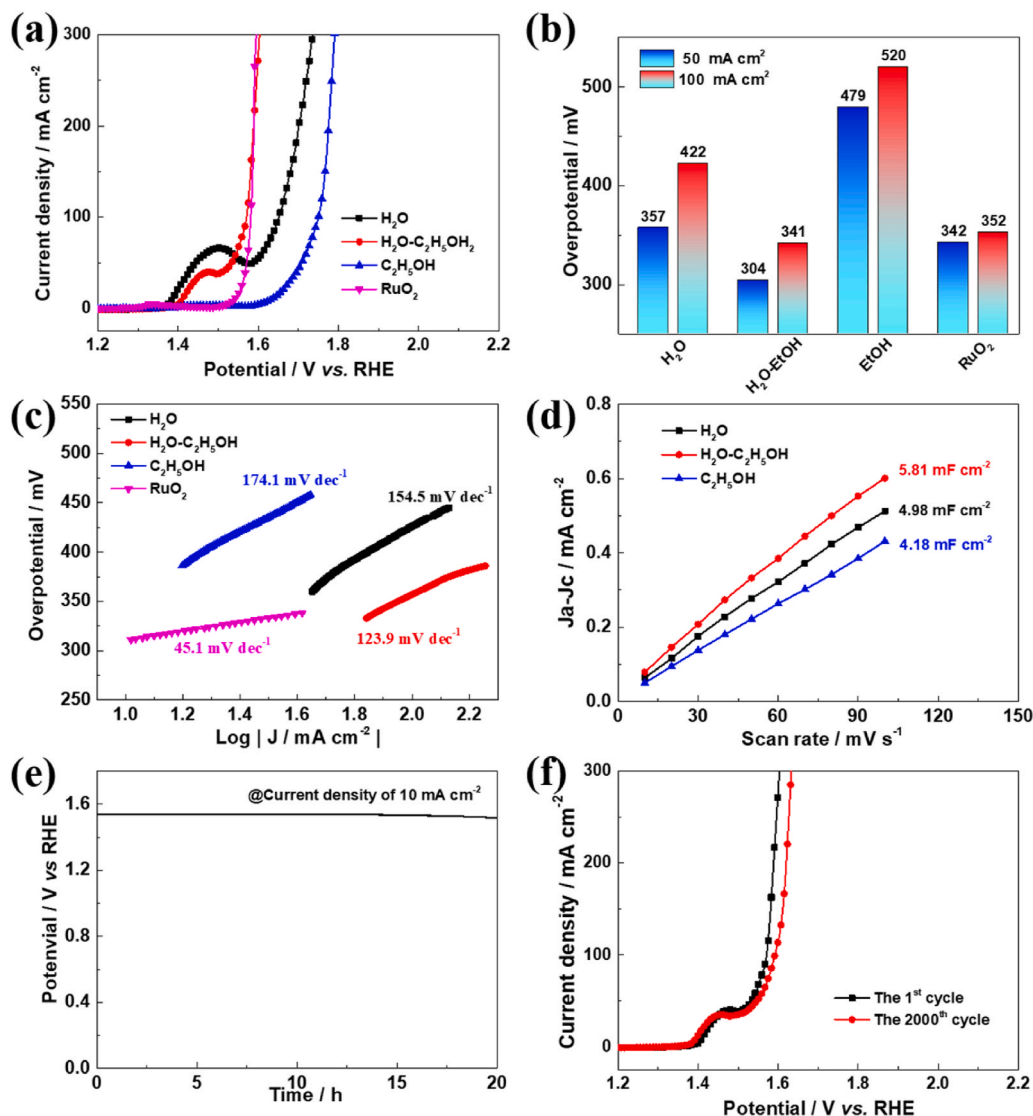 (a)
300
200
100
0
Current density / mA cm⁻²
H₂O
H₂O-C₂H₅OH₂
C₂H₅OH
RuO₂
1.2 1.4 1.6 1.8 2.0 2.2
Potential / V vs. RHE
(b)
50 mA cm²
100 mA cm²
500
450
400
350
300
Overpotential / mV
357
422
304
341
479
520
342
352
H₂O
H₂O-EtOH
EtOH
RuO₂
(c)
550
500
450
400
350
300
250
Overpotential / mV
H₂O
H₂O-C₂H₅OH
C₂H₅OH
RuO₂
174.1 mV dec⁻¹
154.5 mV dec⁻¹
45.1 mV dec⁻¹
123.9 mV dec⁻¹
1.0 1.2 1.4 1.6 1.8 2.0 2.2
Log | J / mA cm⁻² |
(d)
0.8
0.6
0.4
0.2
0.0
Ja-Jc / mA cm⁻²
H₂O
H₂O-C₂H₅OH
C₂H₅OH
5.81 mF cm⁻²
4.98 mF cm⁻²
4.18 mF cm⁻²
0 30 60 90 120 150
Scan rate / mV s⁻¹
(e)
1.6
1.2
0.8
0.4
0.0
Potenvial / V vs RHE
@Current density of 10 mA cm⁻²
0 5 10 15 20
Time / h
(f)
300
200
100
0
Current density / mA cm⁻²
The 1ˢᵗ cycle
The 2000ᵗʰ cycle
1.2 1.4 1.6 1.8 2.0 2.2
Potential / V vs. RHE